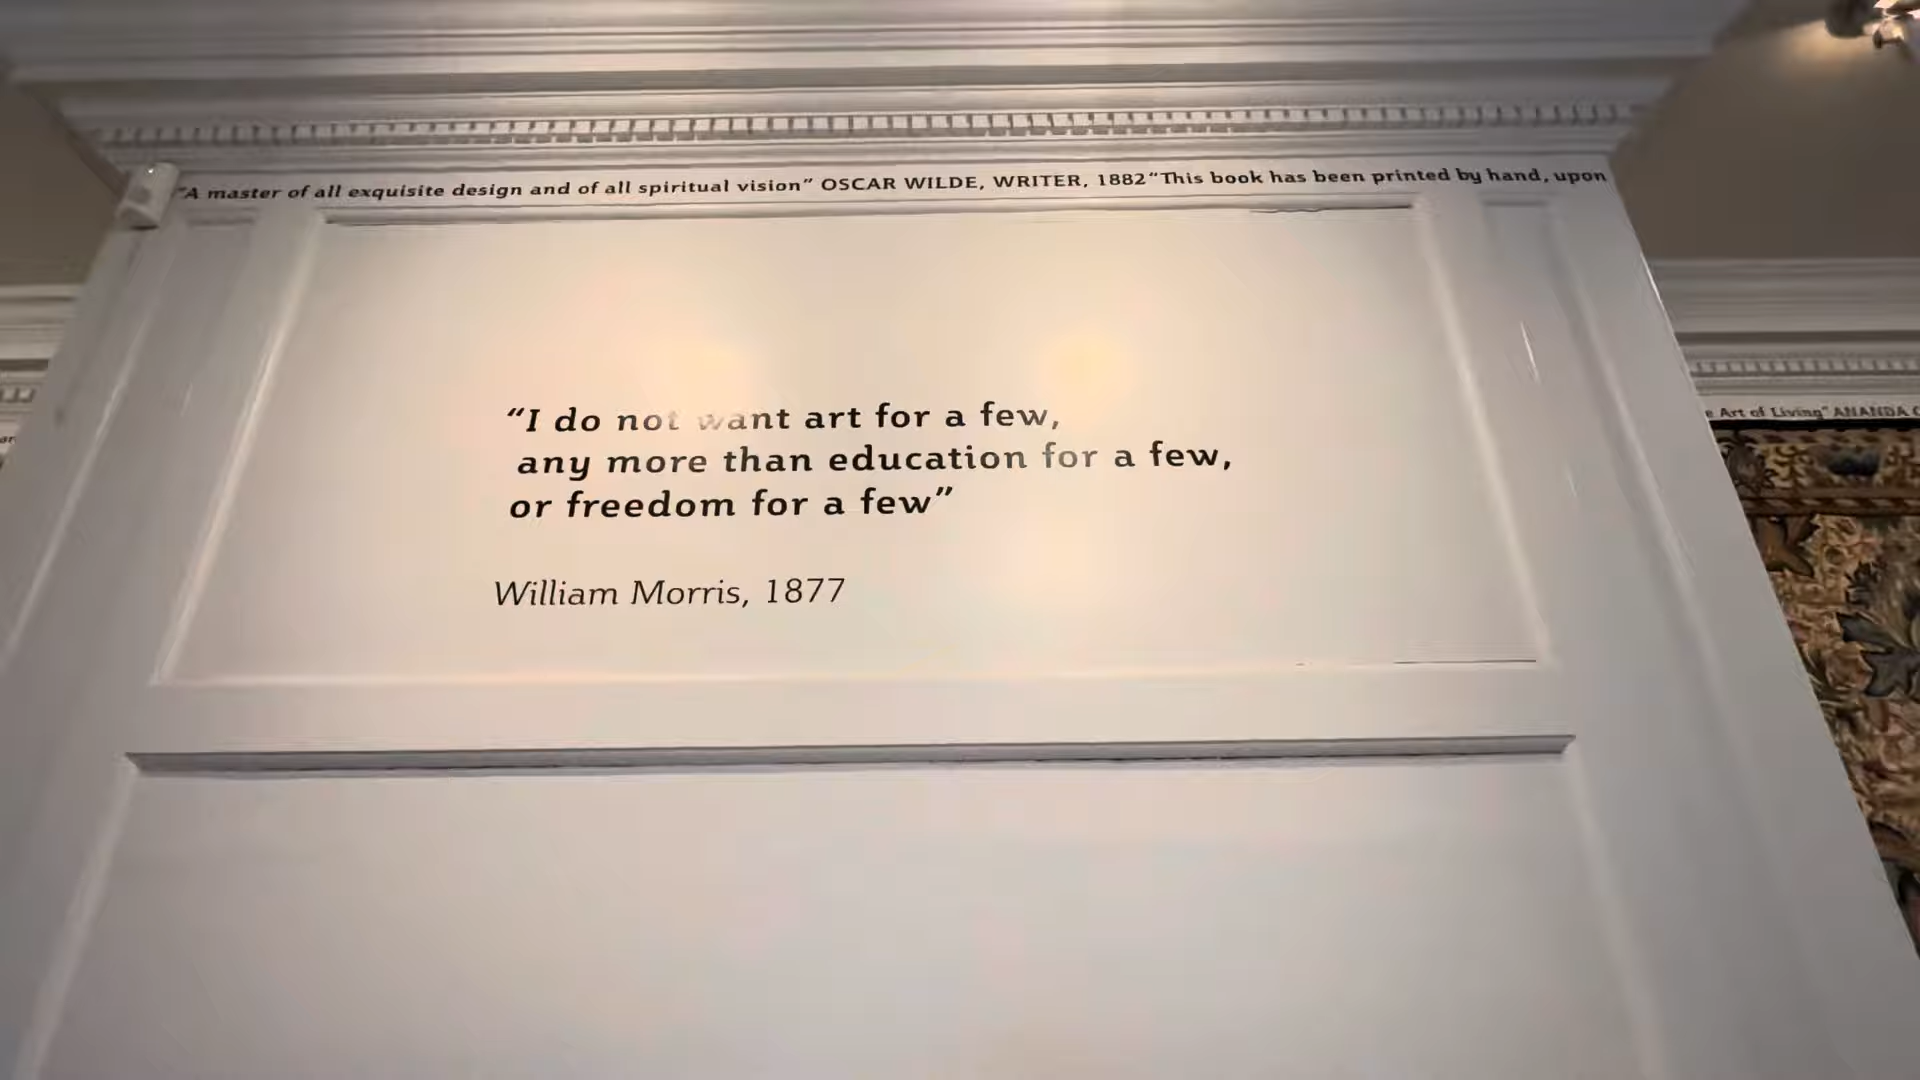 "A master of all exquisite design and of all spiritual vision" OSCAR WILDE, WRITER, 1882 "This book has been printed by hand, upon
"I do not want art for a few,
any more than education for a few,
or freedom for a few"
William Morris, 1877
Art of Living" ANANDA